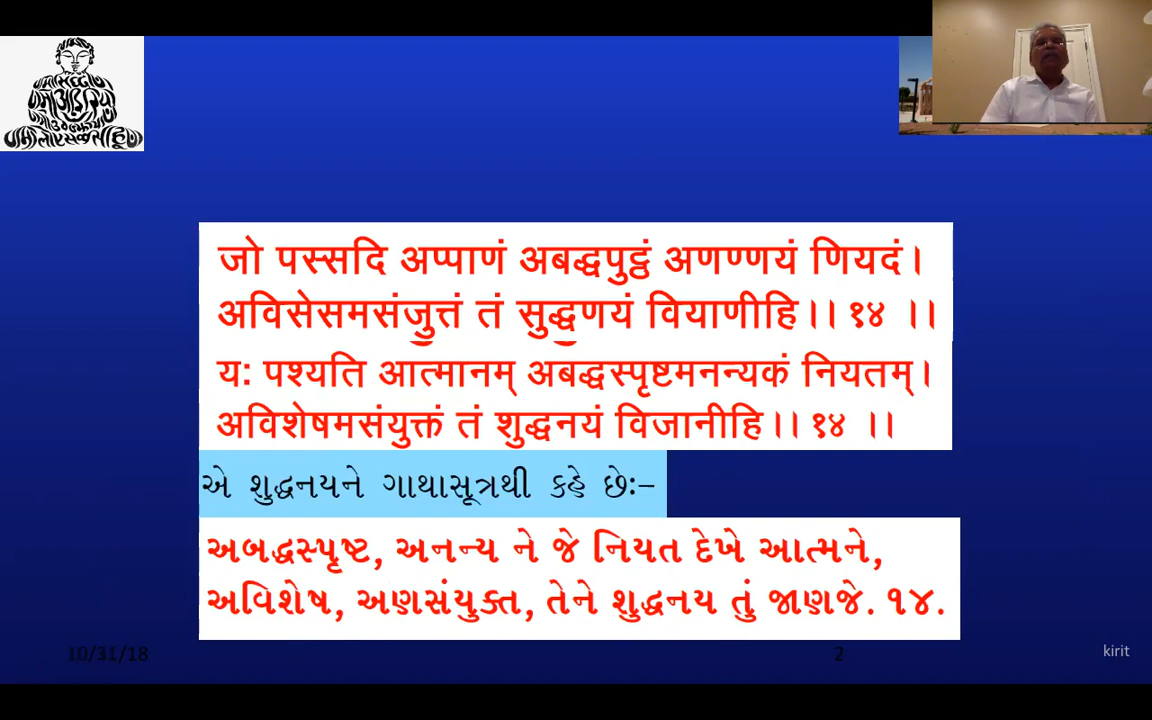 जो पस्सदि अप्पाणं अबद्धपुट्ठं अणण्णयं णियदं।
अविसेसमसंजुत्तं तं सुद्धणयं वियाणीहि।। १४ ।।
यः पश्यति आत्मानम् अबद्धस्पृष्टमनन्यकं नियतम्।
अविशेषमसंयुक्तं तं शुद्धनयं विजानीहि।। १४ ।।
એ શુદ્ધનયને ગાથાસૂત્રથી કહે છેઃ–
અબદ્ધસ્પૃષ્ટ, અનન્ય ને જે નિયત દેખે આત્મને,
અવિશેષ, અણસંયુક્ત, તેને શુદ્ધનય તું જાણજે. ૧૪.
10/31/18
2
kirit